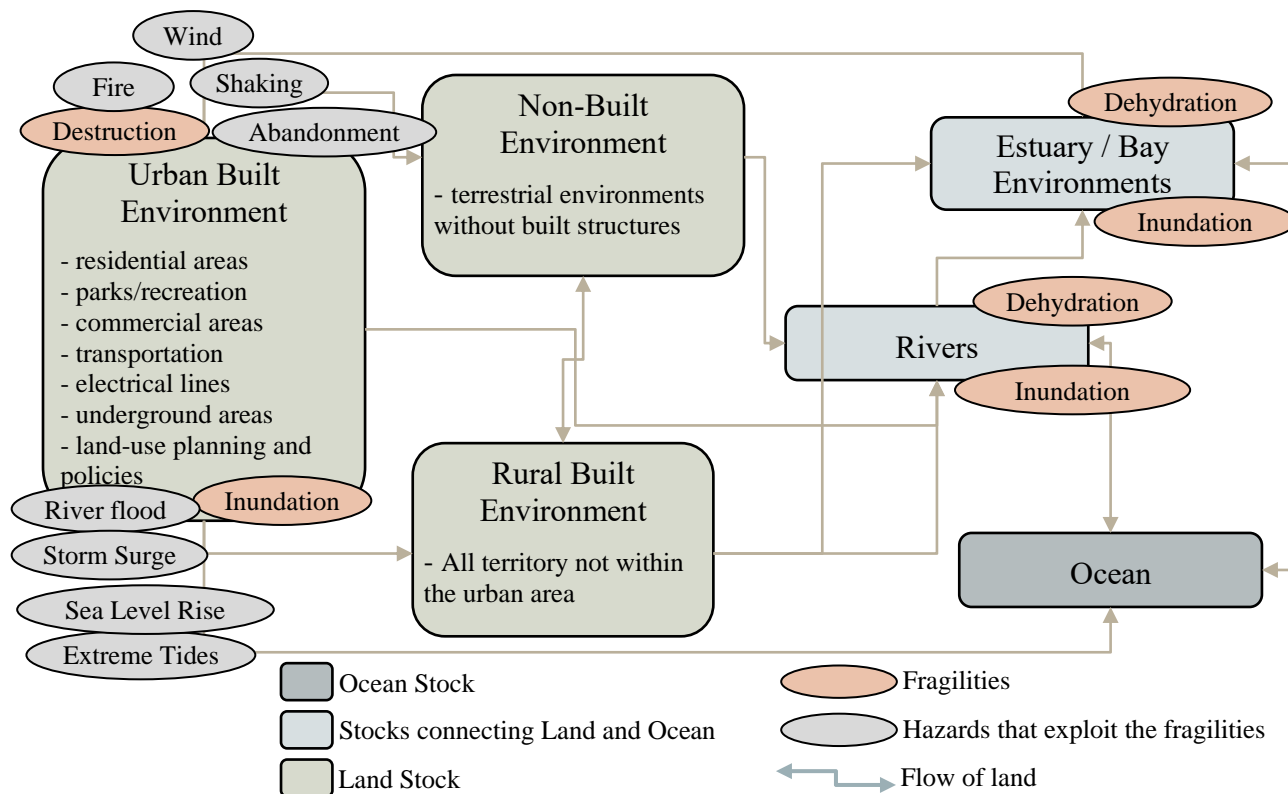 Wind
Fire
Shaking
Destruction
Abandonment
Urban Built
Environment
- residential areas
- parks/recreation
- commercial areas
- transportation
- electrical lines
- underground areas
- land-use planning and
policies
River flood
Inundation
Storm Surge
Sea Level Rise
Extreme Tides
Non-Built
Environment
- terrestrial environments
without built structures
Rural Built
Environment
- All territory not within
the urban area
Dehydration
Estuary / Bay
Environments
Inundation
Dehydration
Rivers
Inundation
Ocean
Ocean Stock
Stocks connecting Land and Ocean
Land Stock
Fragilities
Hazards that exploit the fragilities
Flow of land